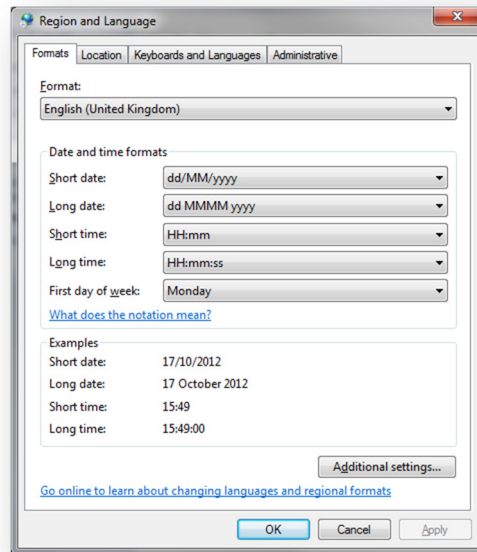 Region and Language
Formats Location Keyboards and Languages Administrative
Format:
English (United Kingdom)
Date and time formats
Short date: dd/MM/yyyy
Long date: dd MMMM yyyy
Short time: HH:mm
Long time: HH:mm:ss
First day of week: Monday
What does the notation mean?
Examples
Short date: 17/10/2012
Long date: 17 October 2012
Short time: 15:49
Long time: 15:49:00
Additional settings...
Go online to learn about changing languages and regional formats
OK Cancel Apply